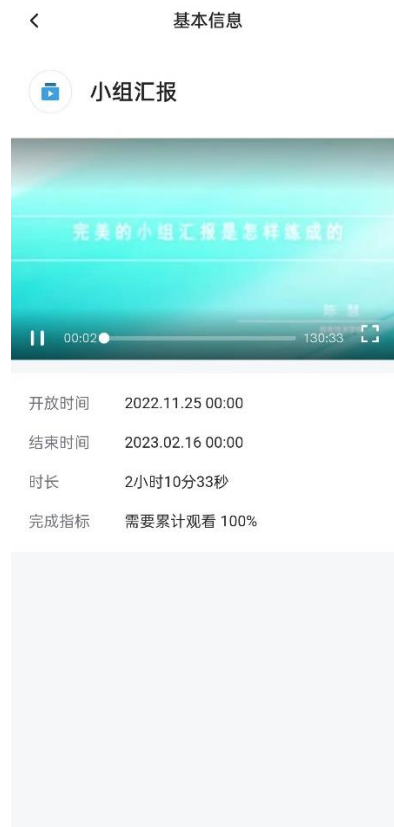 基本信息
小组汇报
完美的小组汇报是怎样练成的
陈 慧
00:02
130:33
开放时间 2022.11.25 00:00
结束时间 2023.02.16 00:00
时长 2小时10分33秒
完成指标 需要累计观看 100%